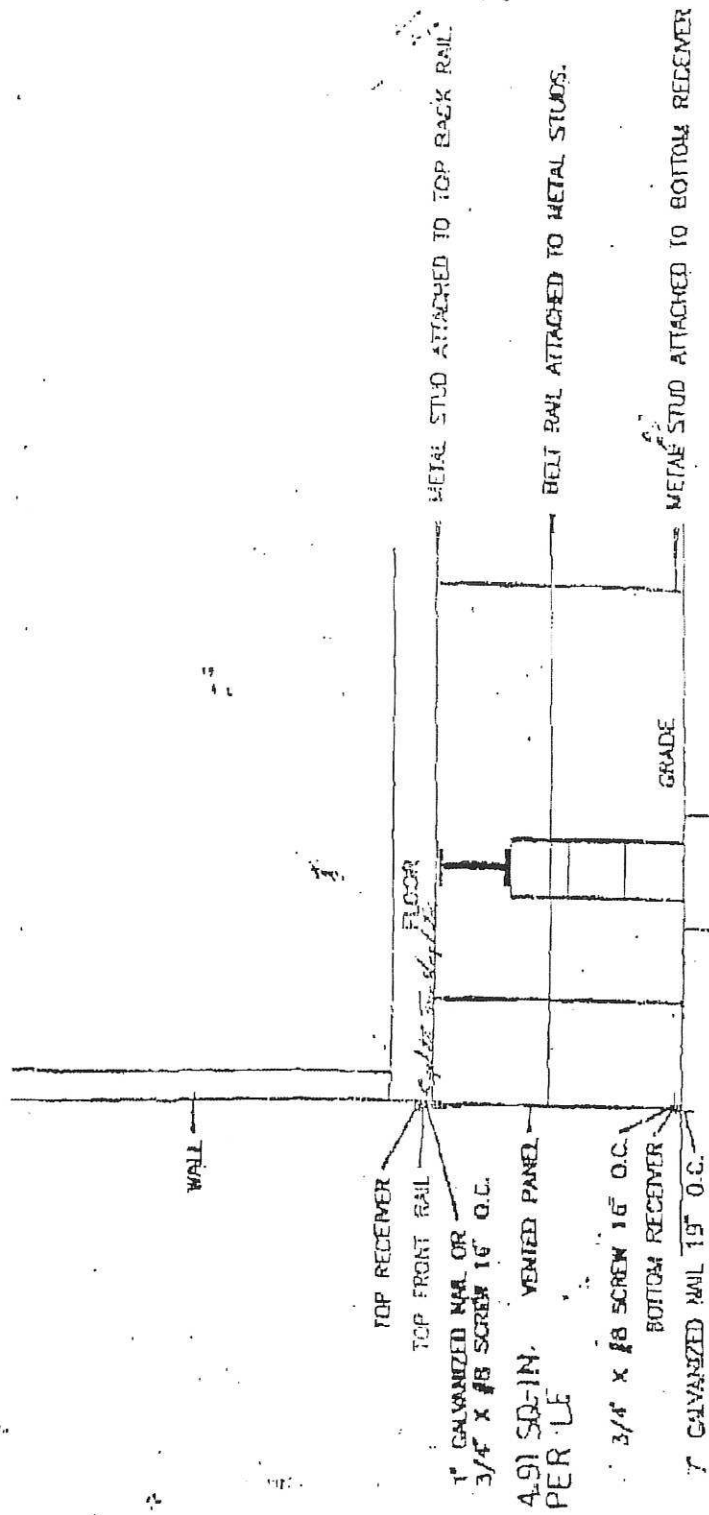 WALL
TOP RECEIVER
TOP FRONT RAIL
1" GALVANIZED NAIL OR
3/4" X #8 SCREW 16" O.C.
4.91 SQ-IN.
PER LF
VENTED PANEL
3/4" X #8 SCREW 16" O.C.
BOTTOM RECEIVER
7" GALVANIZED NAIL 19" O.C.
FLOOR
GRADE
METAL STUD ATTACHED TO TOP BACK RAIL.
BELT RAIL ATTACHED TO METAL STUDS.
METAL STUD ATTACHED TO BOTTOM RECEIVER